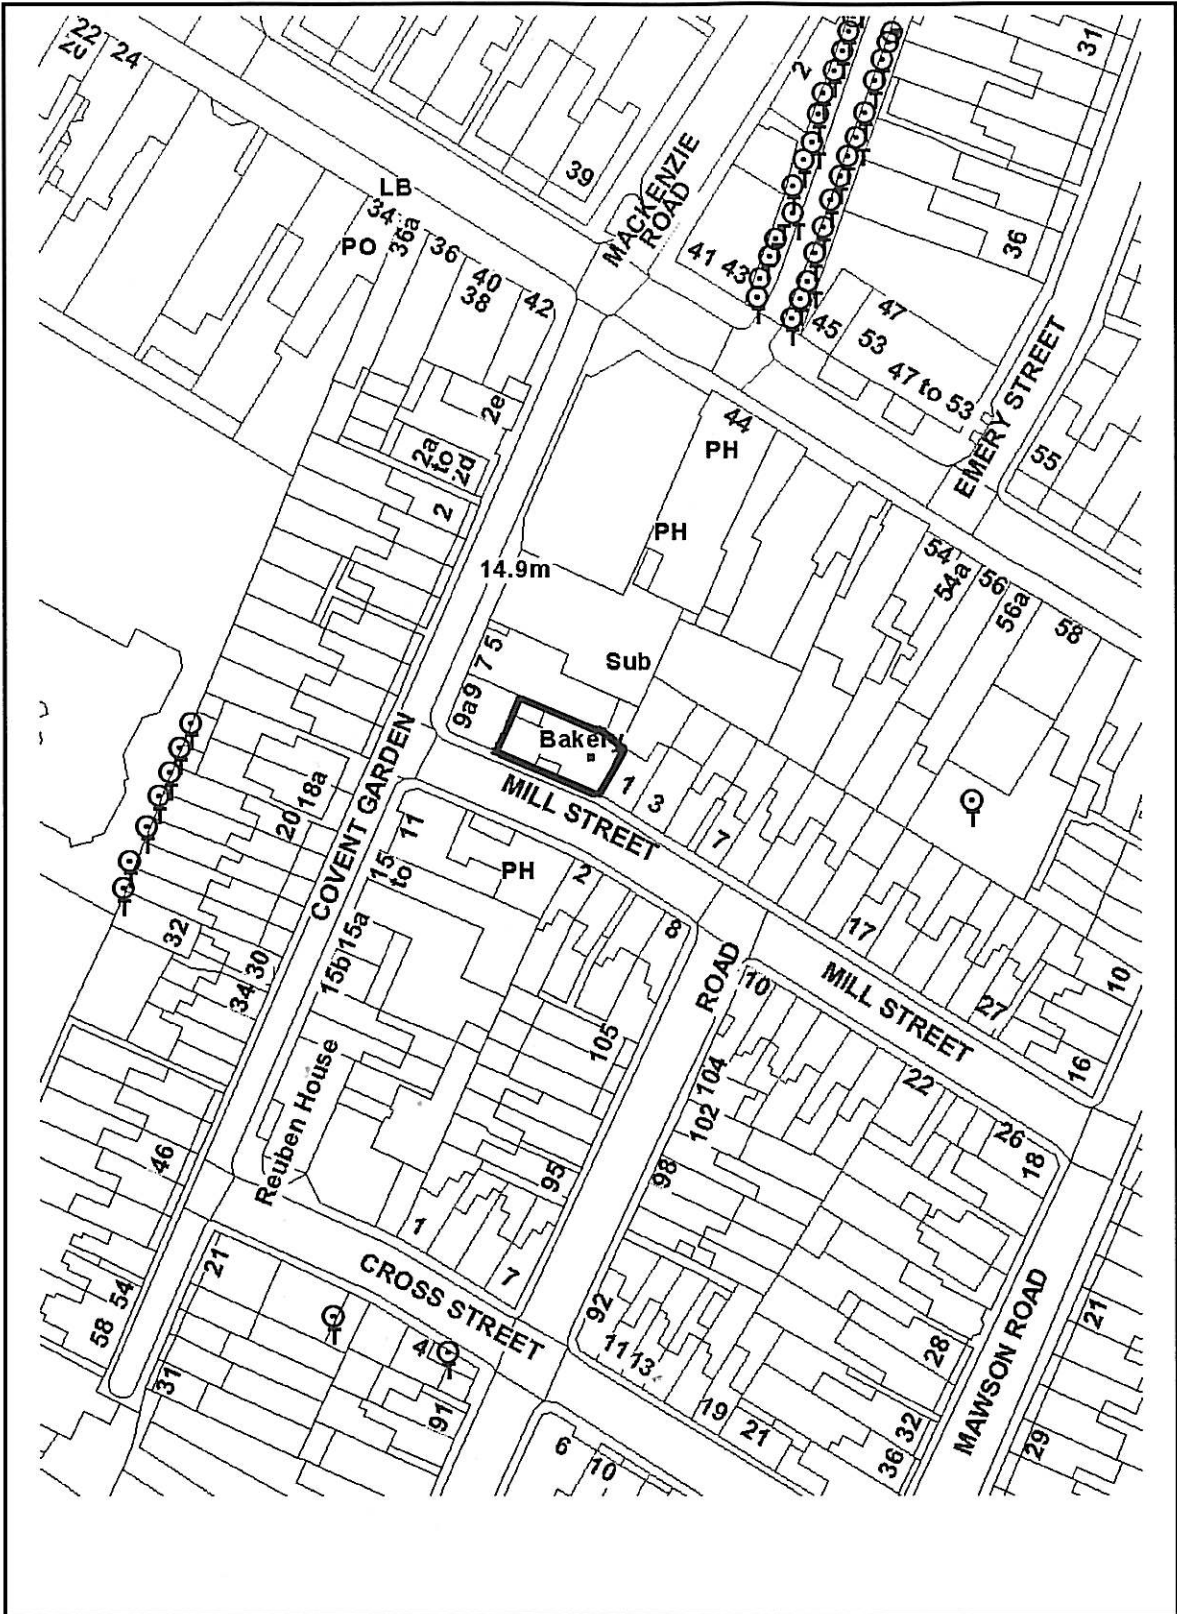 22
20
24
31
2
39
MACKENZIE
ROAD
LB
34
36a
PO
36
40
38
42
36
41
43
47
45
53
47 to 53
EMERY STREET
2e
44
PH
55
2a
to
2d
2
PH
14.9m
54
54a
56
56a
58
5
7
Sub
9
9a
Bakery
1
3
MILL STREET
7
COVENT GARDEN
18a
20
11
15
to
PH
2
17
32
8
15a
15b
30
34
ROAD
10
MILL STREET
27
10
105
16
Reuben House
104
102
22
26
18
46
95
98
1
7
21
CROSS STREET
54
58
92
11
13
28
21
MAWSON ROAD
4
31
91
19
21
32
36
29
6
10